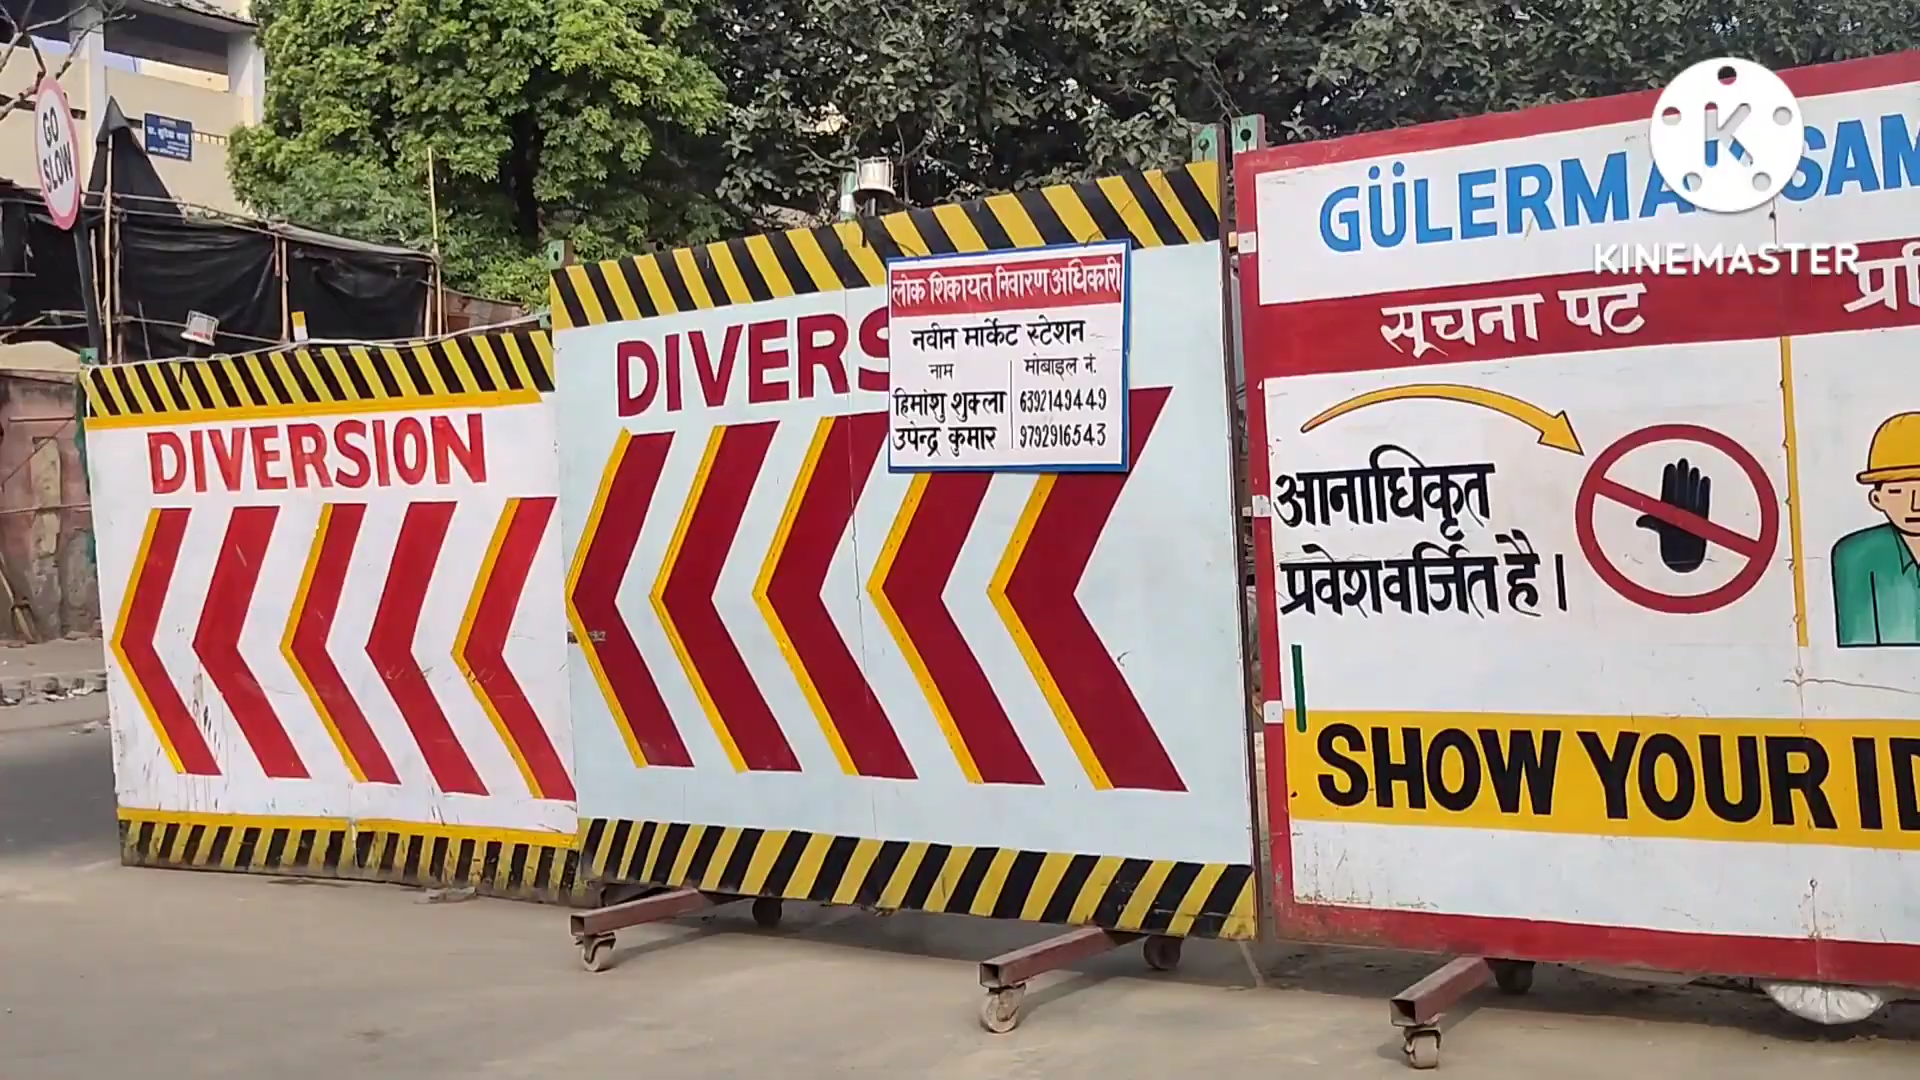 GO
SLOW
DIVERSION
DIVERS
लोक शिकायत निवारण अधिकारी
नवीन मार्केट स्टेशन
नाम
मोबाइल नं.
हिमांशु शुक्ला
6392149449
उपेन्द्र कुमार
9792916543
GÜLERMA
SAM
K
KINEMASTER
सूचना पट
आनाधिकृत
प्रवेश वर्जित है।
SHOW YOUR ID